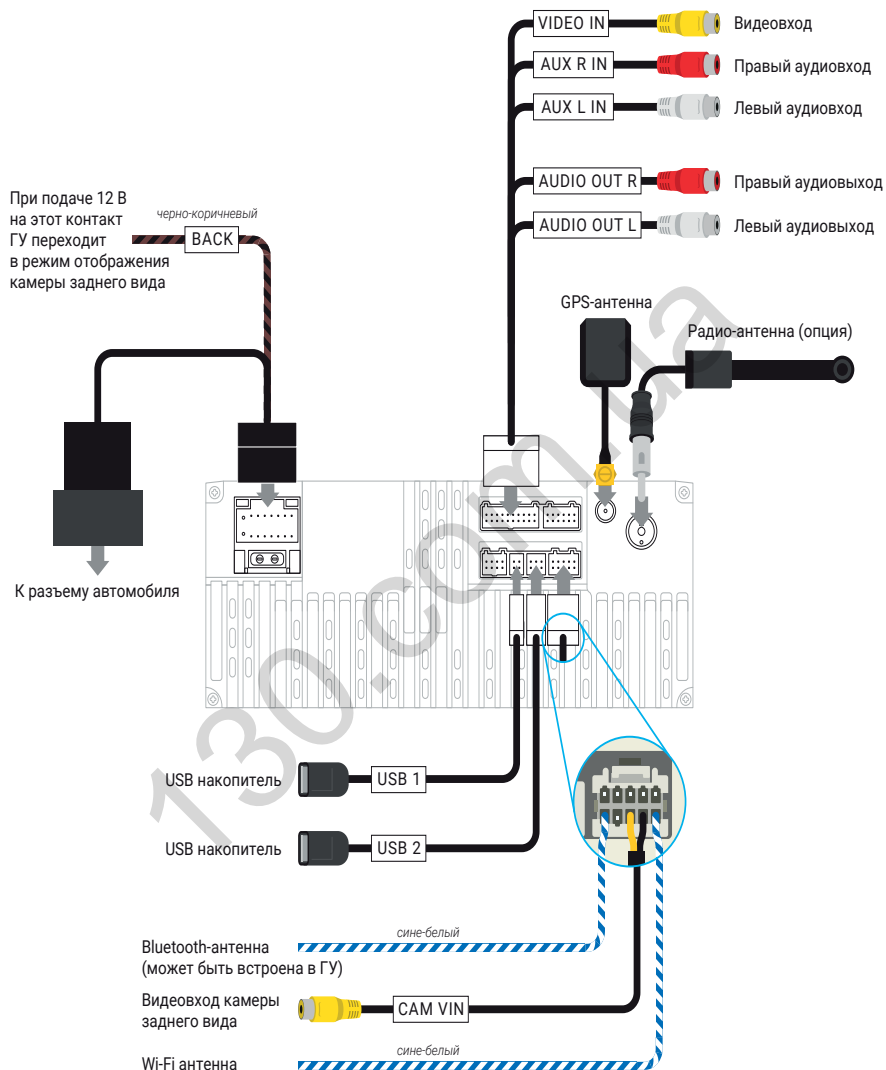 VIDEO IN
Видеовход
AUX R IN
Правый аудиовход
AUX L IN
Левый аудиовход
AUDIO OUT R
Правый аудиовыход
AUDIO OUT L
Левый аудиовыход
При подаче 12 В
на этот контакт
ГУ переходит
в режим отображения
камеры заднего вида
черно-коричневый
BACK
GPS-антенна
Радио-антенна (опция)
К разъему автомобиля
130.com.ua
USB накопитель
USB 1
USB накопитель
USB 2
сине-белый
Bluetooth-антенна
(может быть встроена в ГУ)
Видеовход камеры
заднего вида
CAM VIN
сине-белый
Wi-Fi антенна